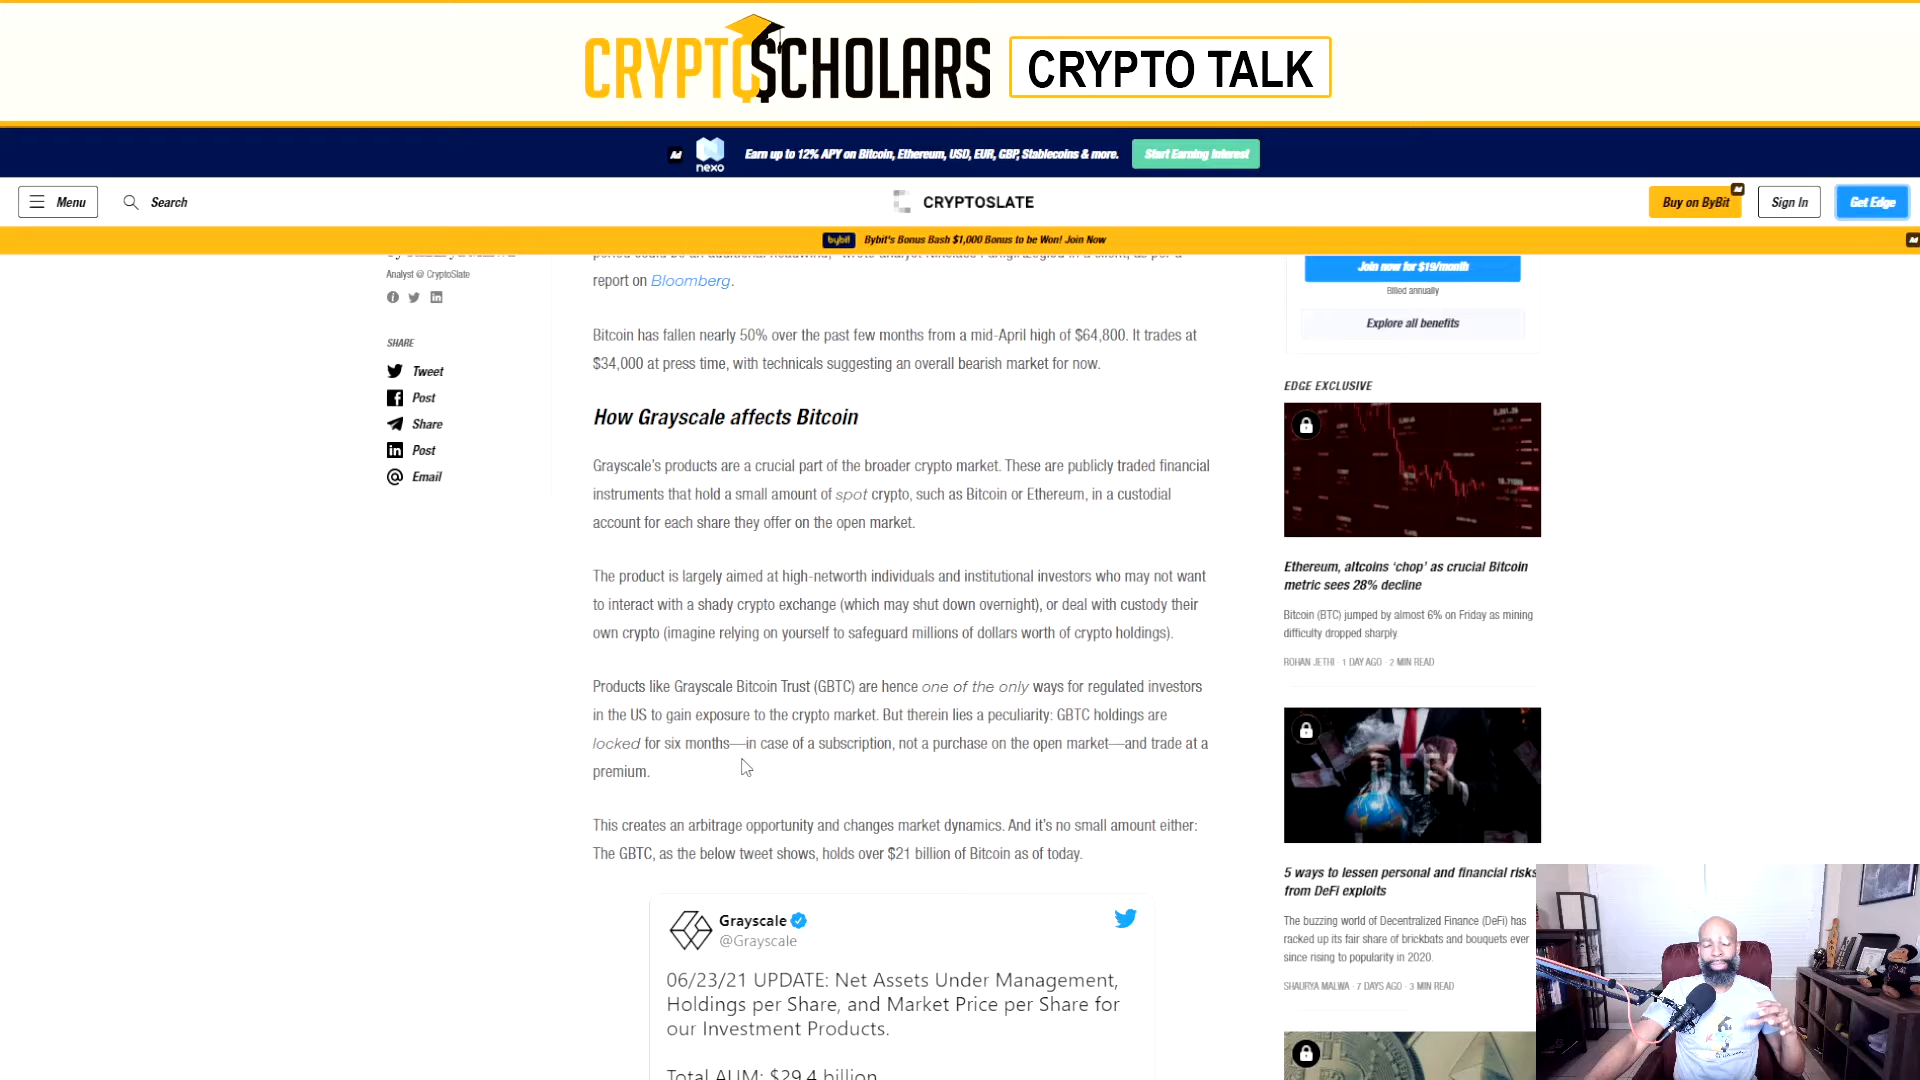 CRYPTOSCHOLARS CRYPTO TALK
Ad nexo Earn up to 12% APY on Bitcoin, Ethereum, USD, EUR, GBP, Stablecoins & more. Start Earning Interest
Menu Search CRYPTOSLATE Buy on ByBit Ad Sign In Get Edge
bybit Bybit's Bonus Bash $1,000 Bonus to be Won! Join Now Ad
Analyst @ CryptoSlate
SHARE
Tweet
Post
Share
Post
Email
report on Bloomberg.
Bitcoin has fallen nearly 50% over the past few months from a mid-April high of $64,800. It trades at
$34,000 at press time, with technicals suggesting an overall bearish market for now.
How Grayscale affects Bitcoin
Grayscale's products are a crucial part of the broader crypto market. These are publicly traded financial
instruments that hold a small amount of spot crypto, such as Bitcoin or Ethereum, in a custodial
account for each share they offer on the open market.
The product is largely aimed at high-networth individuals and institutional investors who may not want
to interact with a shady crypto exchange (which may shut down overnight), or deal with custody their
own crypto (imagine relying on yourself to safeguard millions of dollars worth of crypto holdings).
Products like Grayscale Bitcoin Trust (GBTC) are hence one of the only ways for regulated investors
in the US to gain exposure to the crypto market. But therein lies a peculiarity: GBTC holdings are
locked for six months—in case of a subscription, not a purchase on the open market—and trade at a
premium.
This creates an arbitrage opportunity and changes market dynamics. And it's no small amount either:
The GBTC, as the below tweet shows, holds over $21 billion of Bitcoin as of today.
Grayscale
@Grayscale
06/23/21 UPDATE: Net Assets Under Management,
Holdings per Share, and Market Price per Share for
our Investment Products.
Total AUM: $29.4 billion
Join now for $19/month
Billed annually
Explore all benefits
EDGE EXCLUSIVE
Ethereum, altcoins 'chop' as crucial Bitcoin
metric sees 28% decline
Bitcoin (BTC) jumped by almost 6% on Friday as mining
difficulty dropped sharply
ROHAN JETHI · 1 DAY AGO · 2 MIN READ
DEFI
5 ways to lessen personal and financial risks
from DeFi exploits
The buzzing world of Decentralized Finance (DeFi) has
racked up its fair share of brickbats and bouquets ever
since rising to popularity in 2020.
SHAURYA MALWA · 7 DAYS AGO · 3 MIN READ